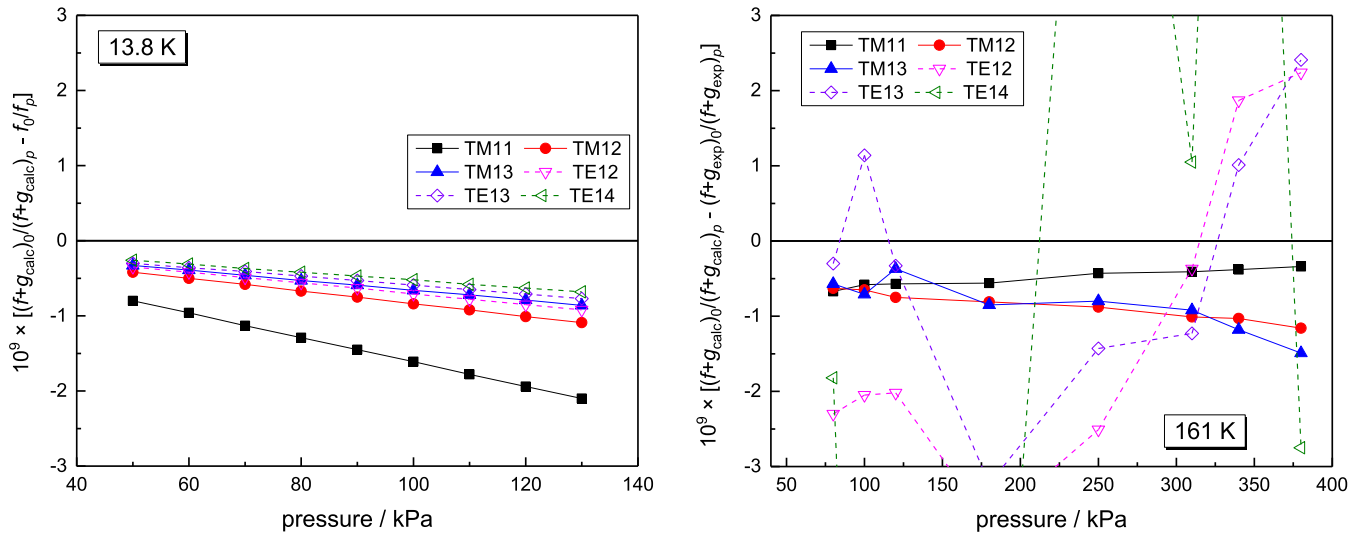 13.8 K
TM11 TM12
TM13 TE12
TE13 TE14
3
2
1
0
-1
-2
-3
40 60 80 100 120 140
pressure / kPa
10⁹ × [(f+g_calc)₀/(f+g_calc)_p - f₀/f_p]
TM11 TM12
TM13 TE12
TE13 TE14
161 K
3
2
1
0
-1
-2
-3
50 100 150 200 250 300 350 400
pressure / kPa
10⁹ × [(f+g_calc)₀/(f+g_calc)_p - (f+g_exp)₀/(f+g_exp)_p]